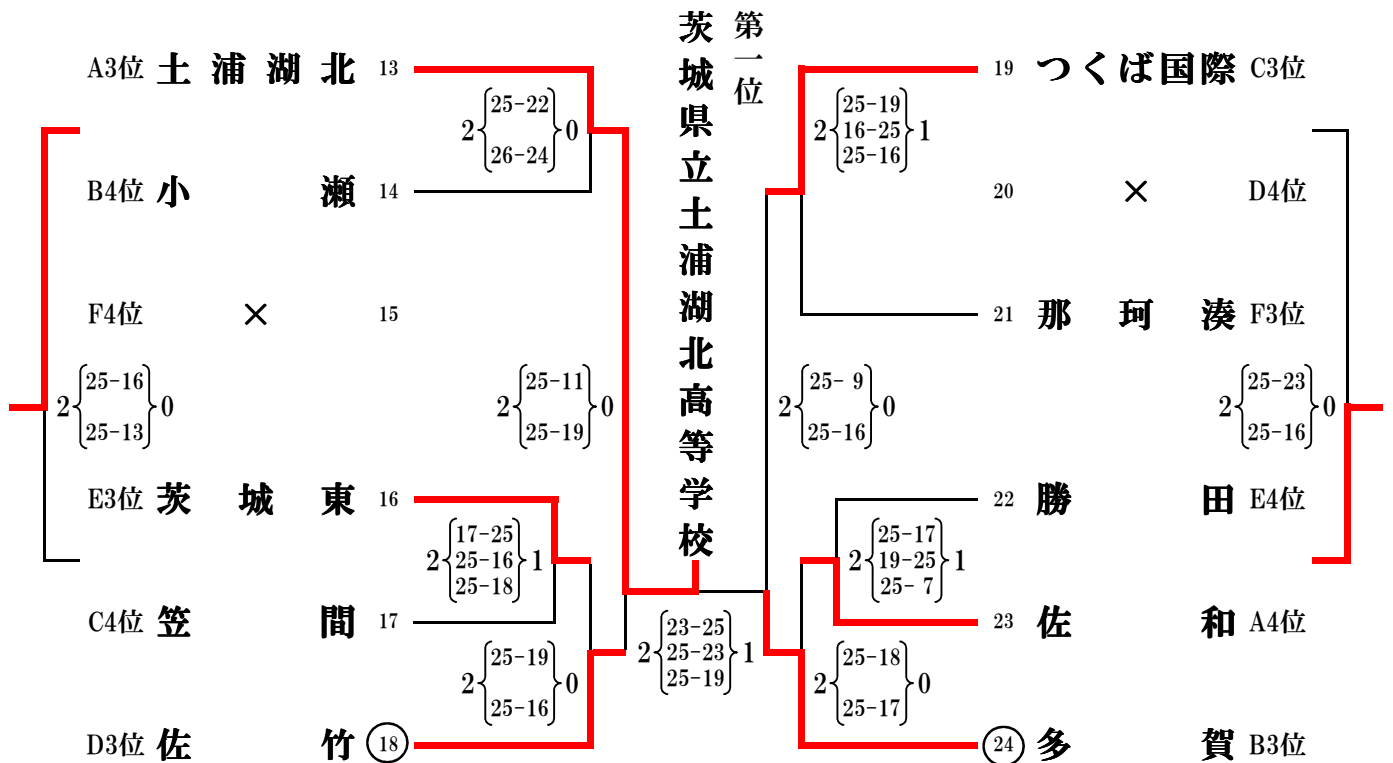 第一位
茨城県立土浦湖北高等学校
A3位 土浦湖北 13
B4位 小瀬 14
F4位 × 15
E3位 茨城東 16
C4位 笠間 17
D3位 佐竹 18
2 25-22 0
26-24
2 25-16 0
25-13
2 25-11 0
25-19
2 17-25 1
25-16
25-18
2 25-19 0
25-16
2 23-25 1
25-23
25-19
19 つくば国際 C3位
20 × D4位
21 那珂湊 F3位
22 勝田 E4位
23 佐和 A4位
24 多賀 B3位
2 25-19 1
16-25
25-16
2 25- 9 0
25-16
2 25-23 0
25-16
2 25-17 1
19-25
25- 7
2 25-18 0
25-17